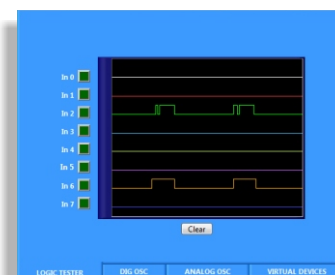 In 0
In 1
In 2
In 3
In 4
In 5
In 6
In 7
Clear
LOGIC TESTER
DIG OSC
ANALOG OSC
VIRTUAL DEVICES